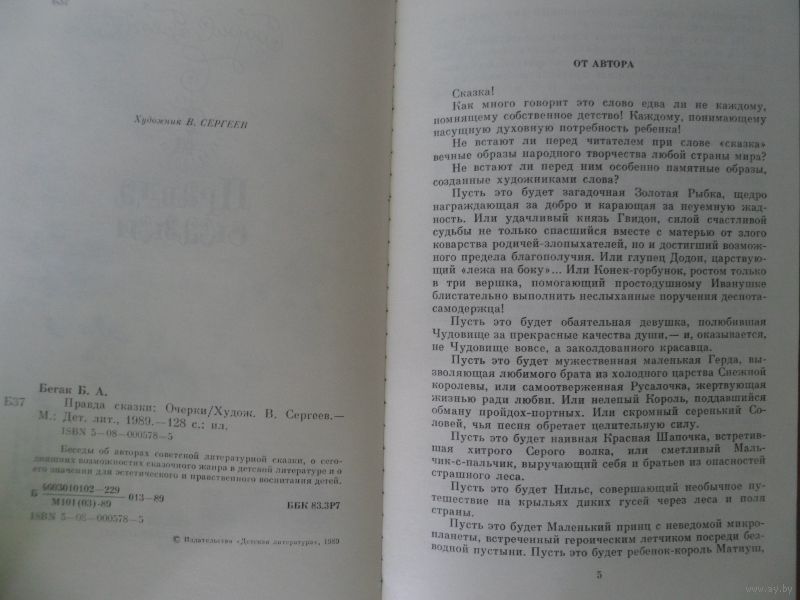 Художник В. СЕРГЕЕВ
Бегак Б. А.
Б37 Правда сказки: Очерки/Худож. В. Сергеев.—
М.: Дет. лит., 1989.—128 с.: ил.
ISBN 5—08—000578—5
Беседы об авторах советской литературной сказки, о сего-
дняшних возможностях сказочного жанра в детской литературе и о
его значении для эстетического и нравственного воспитания детей.
Б 4603010102—229
М101(03)-89 013—89
ББК 83.3Р7
ISBN 5—08—000578—5
© Издательство «Детская литература», 1989
ОТ АВТОРА
Сказка!
Как много говорит это слово едва ли не каждому,
помнящему собственное детство! Каждому, понимающему
насущную духовную потребность ребенка!
Не встают ли перед читателем при слове «сказка»
вечные образы народного творчества любой страны мира?
Не встают ли перед ним особенно памятные образы,
созданные художниками слова?
Пусть это будет загадочная Золотая Рыбка, щедро
награждающая за добро и карающая за неуемную жад-
ность. Или удачливый князь Гвидон, силой счастливой
судьбы не только спасшийся вместе с матерью от злого
коварства родичей-злопыхателей, но и достигший возмож-
ного предела благополучия. Или глупец Додон, царствую-
щий «лежа на боку»... Или Конек-горбунок, ростом только
в три вершка, помогающий простодушному Иванушке
блистательно выполнить неслыханные поручения деспота-
самодержца!
Пусть это будет обаятельная девушка, полюбившая
Чудовище за прекрасные качества души,— и, оказывается,
не Чудовище вовсе, а заколдованного красавца.
Пусть это будет мужественная маленькая Герда, вы-
зволяющая любимого брата из холодного царства Снежной
королевы, или самоотверженная Русалочка, жертвующая
жизнью ради любви. Или нелепый Король, поддавшийся
обману пройдох-портных. Или скромный серенький Со-
ловей, чья песня обретает целительную силу.
Пусть это будет наивная Красная Шапочка, встретив-
шая хитрого Серого волка, или сметливый Маль-
чик-с-пальчик, выручающий себя и братьев из опасностей
страшного леса.
Пусть это будет Нильс, совершающий необычное пу-
тешествие на крыльях диких гусей через леса и поля
страны.
Пусть это будет Маленький принц с неведомой микро-
планеты, встреченный героическим летчиком посреди без-
водной пустыни. Пусть это будет ребенок-король Матиуш,
5
www.ay.by